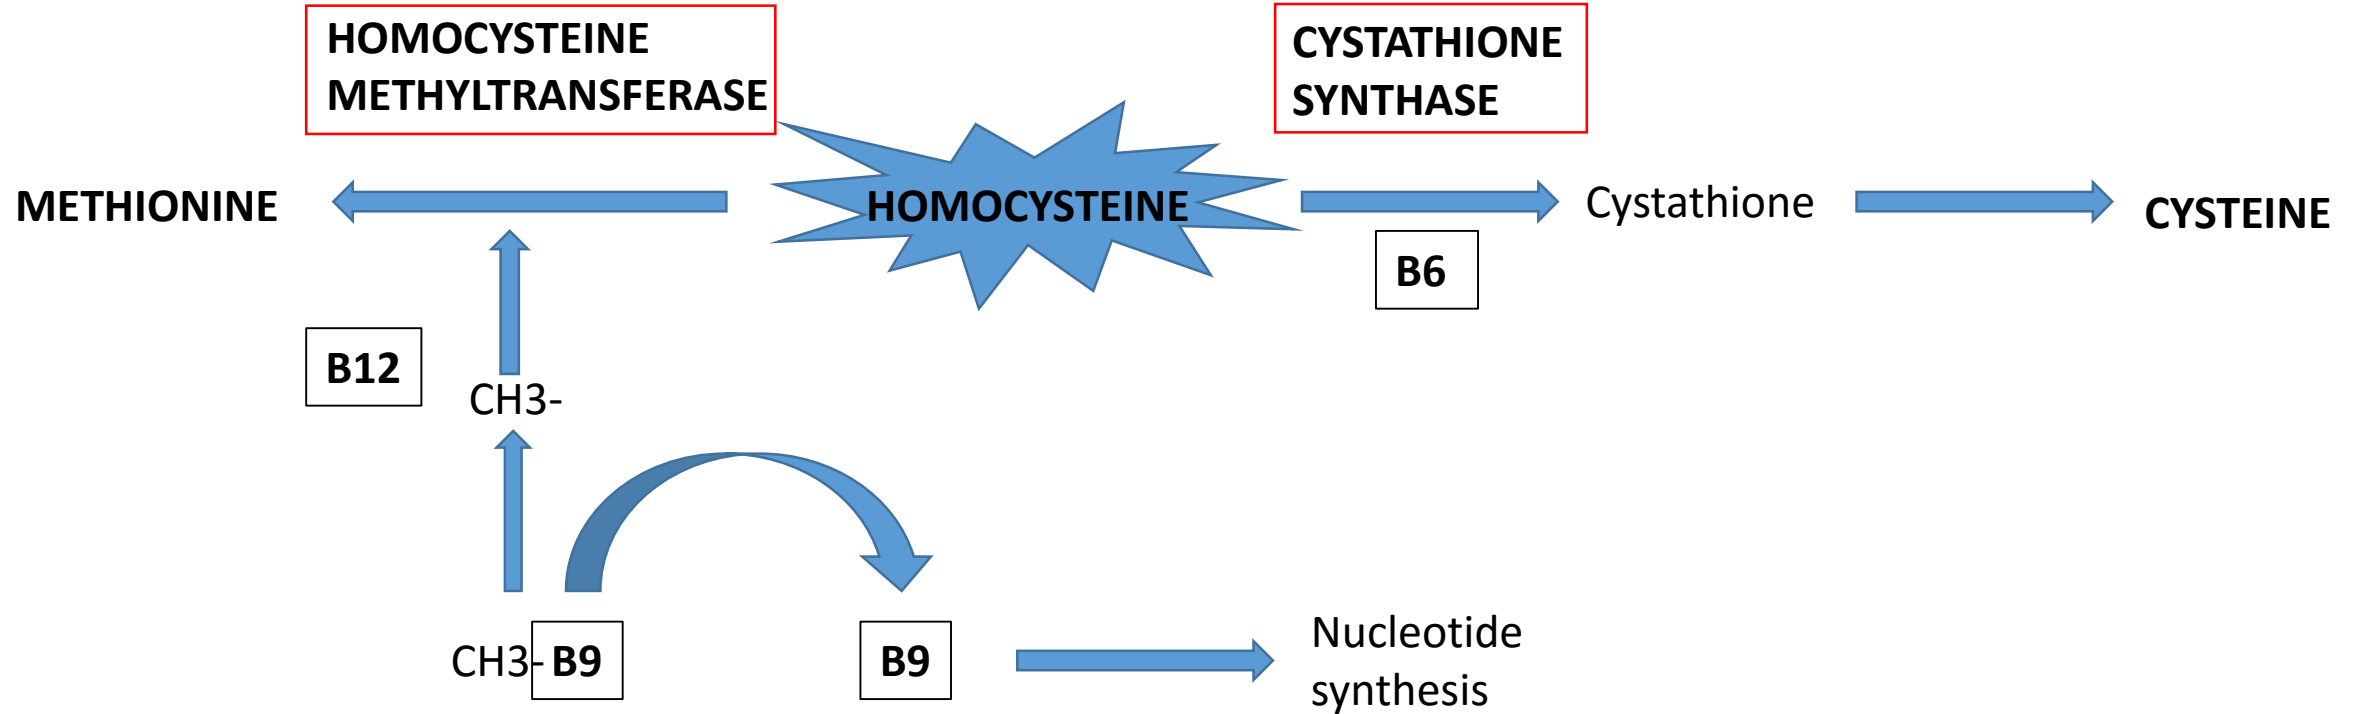 HOMOCYSTEINE
METHYLTRANSFERASE
CYSTATHIONE
SYNTHASE
METHIONINE
HOMOCYSTEINE
Cystathione
CYSTEINE
B6
B12
CH3-
CH3- B9
B9
Nucleotide
synthesis